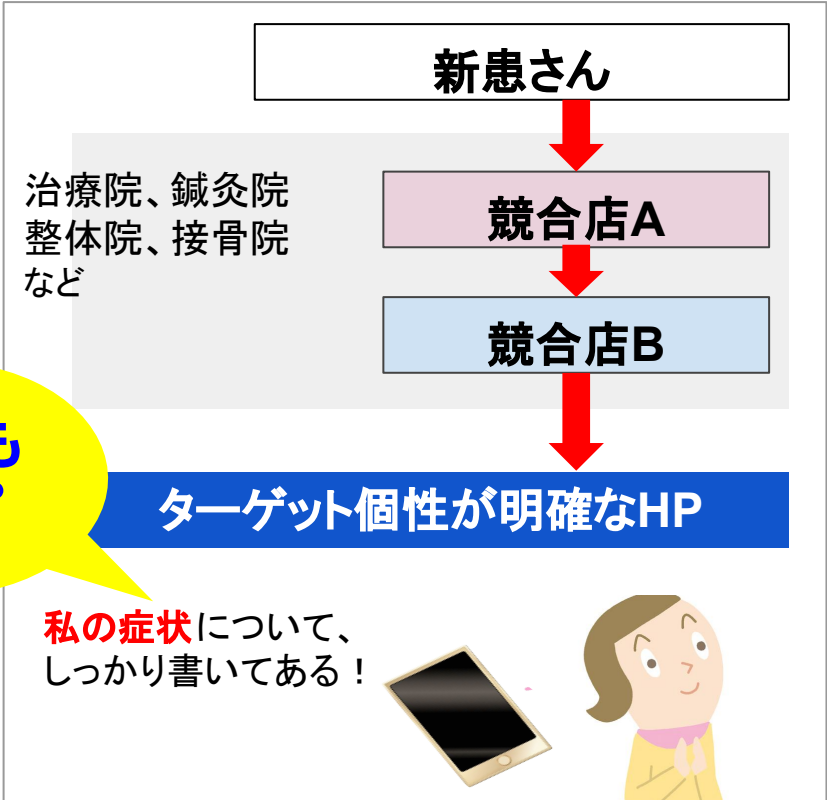 新患さん
治療院、鍼灸院
整体院、接骨院
など
競合店A
競合店B
も
ターゲット個性が明確なHP
私の症状について、
しっかり書いてある！